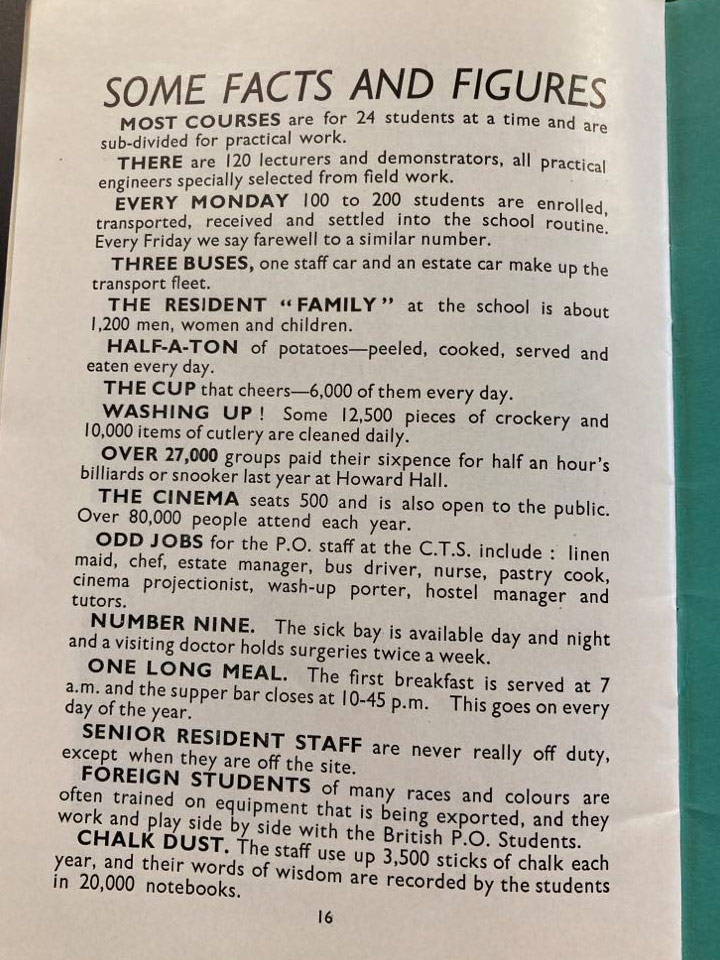 SOME FACTS AND FIGURES
MOST COURSES are for 24 students at a time and are
sub-divided for practical work.
THERE are 120 lecturers and demonstrators, all practical
engineers specially selected from field work.
EVERY MONDAY 100 to 200 students are enrolled,
transported, received and settled into the school routine.
Every Friday we say farewell to a similar number.
THREE BUSES, one staff car and an estate car make up the
transport fleet.
THE RESIDENT “FAMILY” at the school is about
1,200 men, women and children.
HALF-A-TON of potatoes—peeled, cooked, served and
eaten every day.
THE CUP that cheers—6,000 of them every day.
WASHING UP! Some 12,500 pieces of crockery and
10,000 items of cutlery are cleaned daily.
OVER 27,000 groups paid their sixpence for half an hour’s
billiards or snooker last year at Howard Hall.
THE CINEMA seats 500 and is also open to the public.
Over 80,000 people attend each year.
ODD JOBS for the P.O. staff at the C.T.S. include : linen
maid, chef, estate manager, bus driver, nurse, pastry cook,
cinema projectionist, wash-up porter, hostel manager and
tutors.
NUMBER NINE. The sick bay is available day and night
and a visiting doctor holds surgeries twice a week.
ONE LONG MEAL. The first breakfast is served at 7
a.m. and the supper bar closes at 10-45 p.m. This goes on every
day of the year.
SENIOR RESIDENT STAFF are never really off duty,
except when they are off the site.
FOREIGN STUDENTS of many races and colours are
often trained on equipment that is being exported, and they
work and play side by side with the British P.O. Students.
CHALK DUST. The staff use up 3,500 sticks of chalk each
year, and their words of wisdom are recorded by the students
in 20,000 notebooks.
16